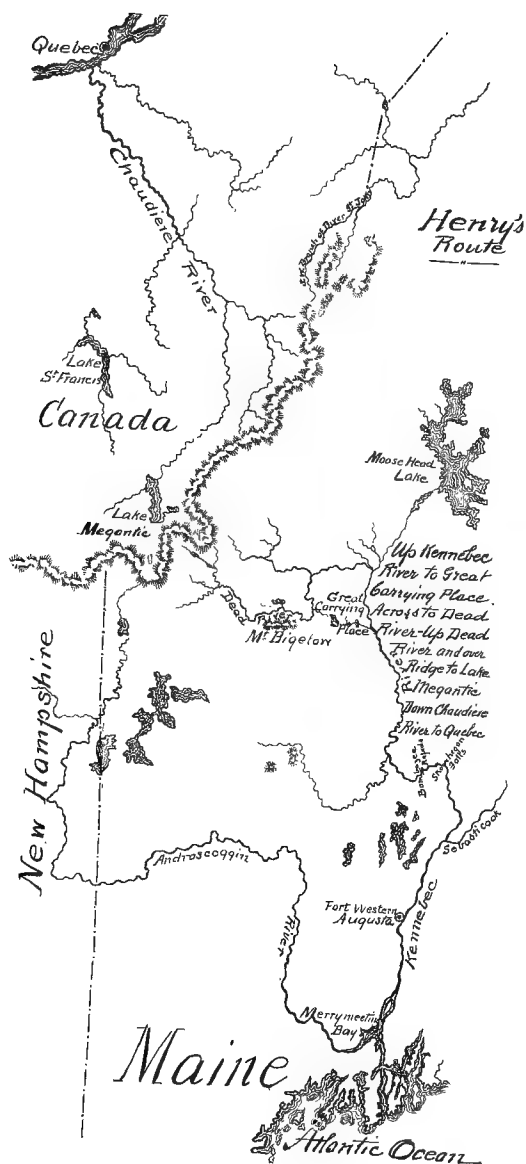 Quebec
Chaudiere River
Henry's
Route
Lake
St Francis
Canada
Moose Head
Lake
Lake
Megantic
Up Kennebec
River to Great
Carrying Place.
Across to Dead
River-Up Dead
River and over
Ridge to Lake
Megantic
Down Chaudiere
River to Quebec
Great
Carrying
Place
Dead River
Mt Bigelow
New Hampshire
Falls
Sebasticook
Androscoggin
River
Fort Western
Augusta
Kennebec
Merrymeeting
Bay
Maine
Atlantic Ocean